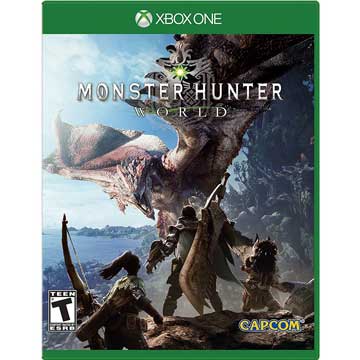 XBOX ONE
MONSTER HUNTER
WORLD
TEEN
T
ESRB
CAPCOM